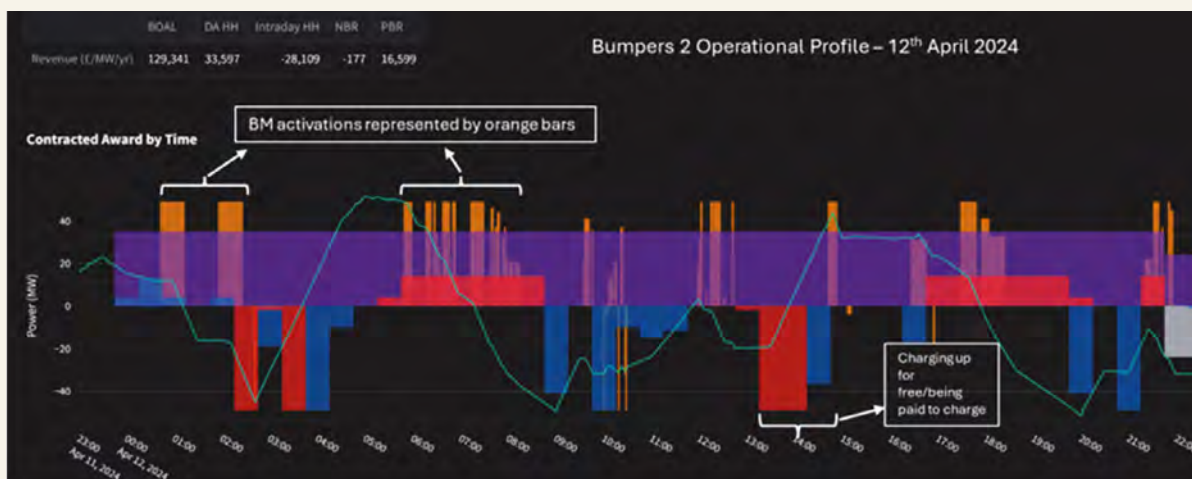 BOAL DA HH Intraday HH NBR PBR
Revenue (£/MW/yr) 129,341 33,597 -28,109 -177 16,599
Bumpers 2 Operational Profile – 12th April 2024
BM activations represented by orange bars
Contracted Award by Time
Power (MW)
40
20
0
−20
−40
Charging up
for
free/being
paid to charge
23:00
Apr 11, 2024
00:00
Apr 12, 2024
01:00
02:00
03:00
04:00
05:00
06:00
07:00
08:00
09:00
10:00
11:00
12:00
13:00
14:00
15:00
16:00
17:00
18:00
19:00
20:00
21:00
22:00